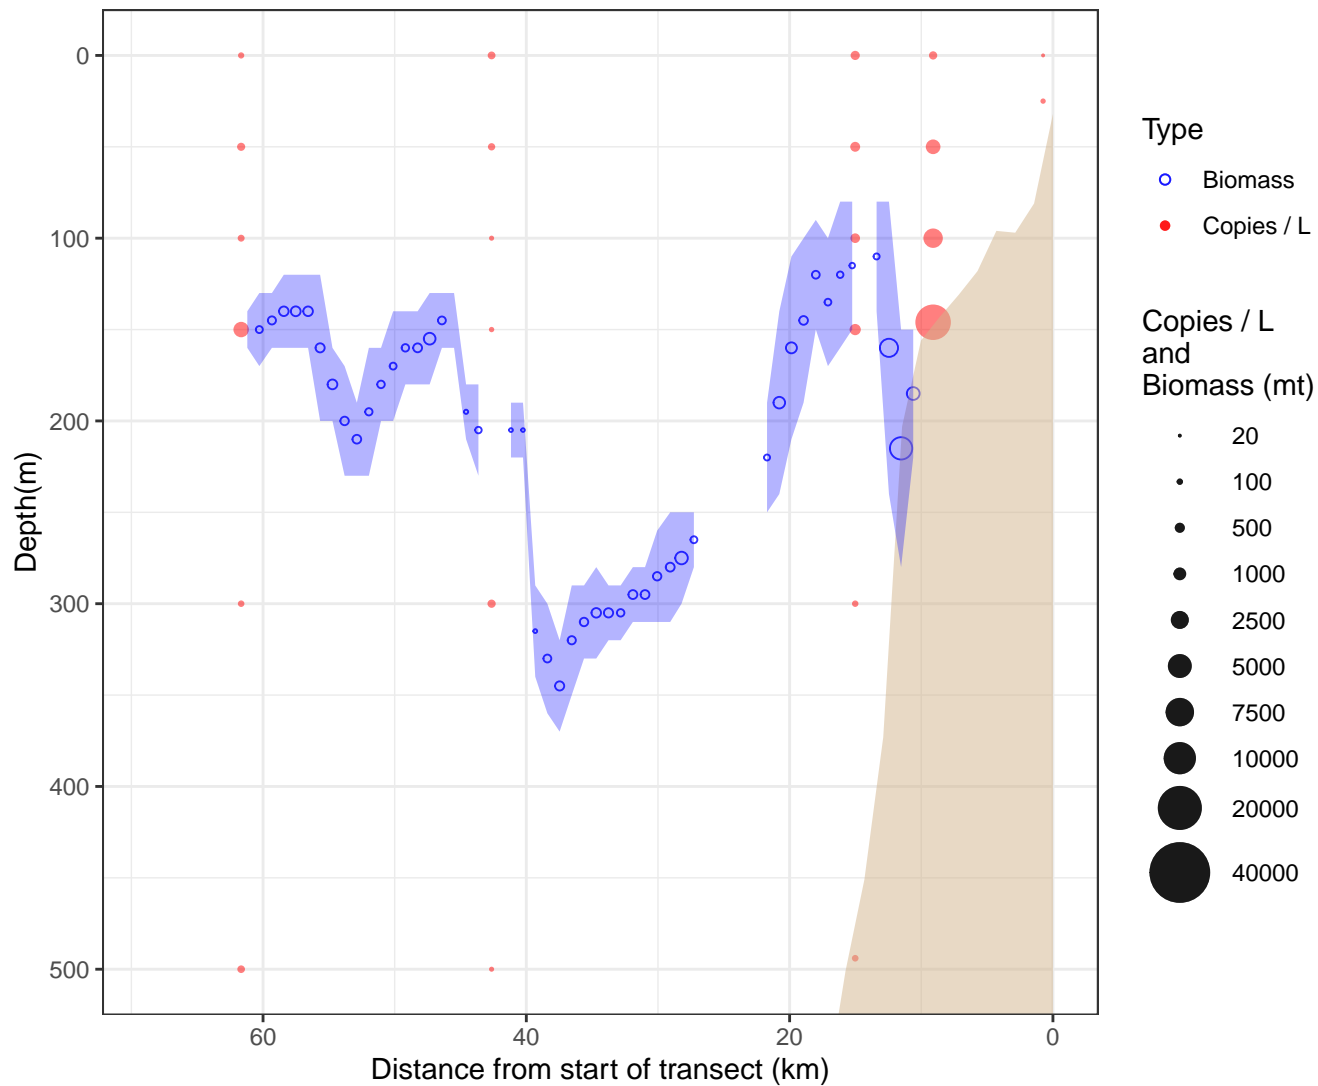 0
100
200
300
400
500
Depth(m)
60
40
20
0
Distance from start of transect (km)
Type
Biomass
Copies / L
Copies / L
and
Biomass (mt)
20
100
500
1000
2500
5000
7500
10000
20000
40000